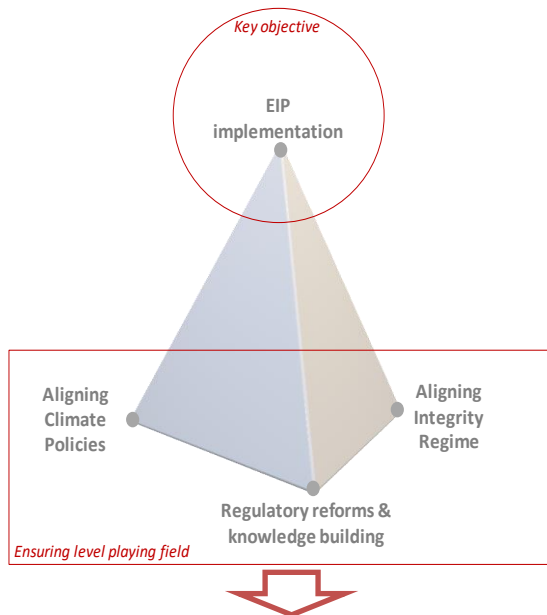 Key objective
EIP
implementation
Aligning
Climate
Policies
Aligning
Integrity
Regime
Regulatory reforms &
knowledge building
Ensuring level playing field